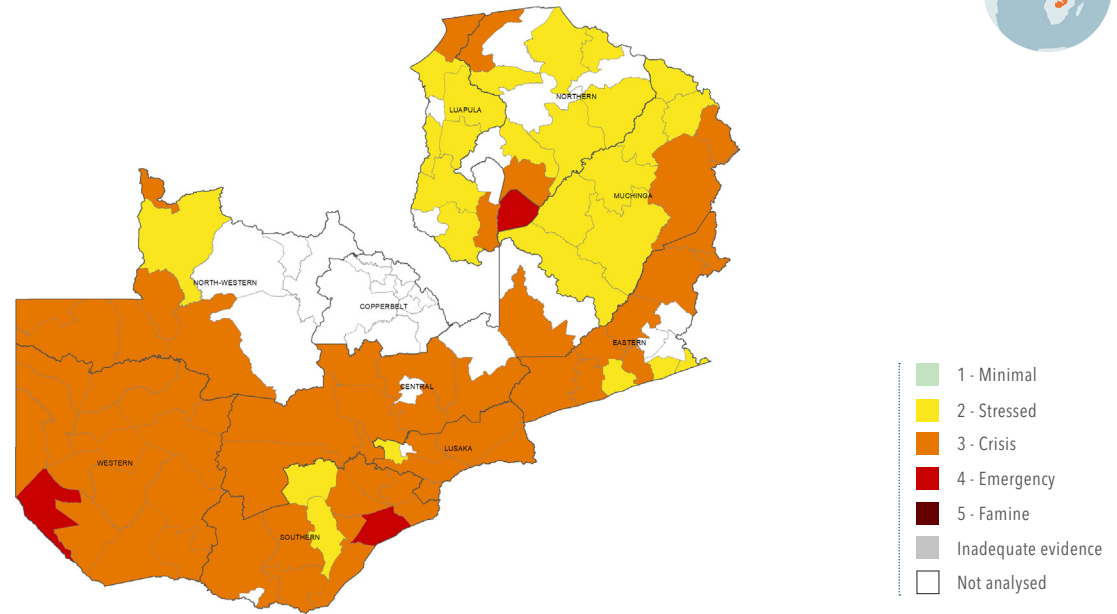 NORTHERN
LUAPULA
MUCHINGA
NORTH-WESTERN
COPPERBELT
EASTERN
CENTRAL
LUSAKA
WESTERN
SOUTHERN
1 - Minimal
2 - Stressed
3 - Crisis
4 - Emergency
5 - Famine
Inadequate evidence
Not analysed